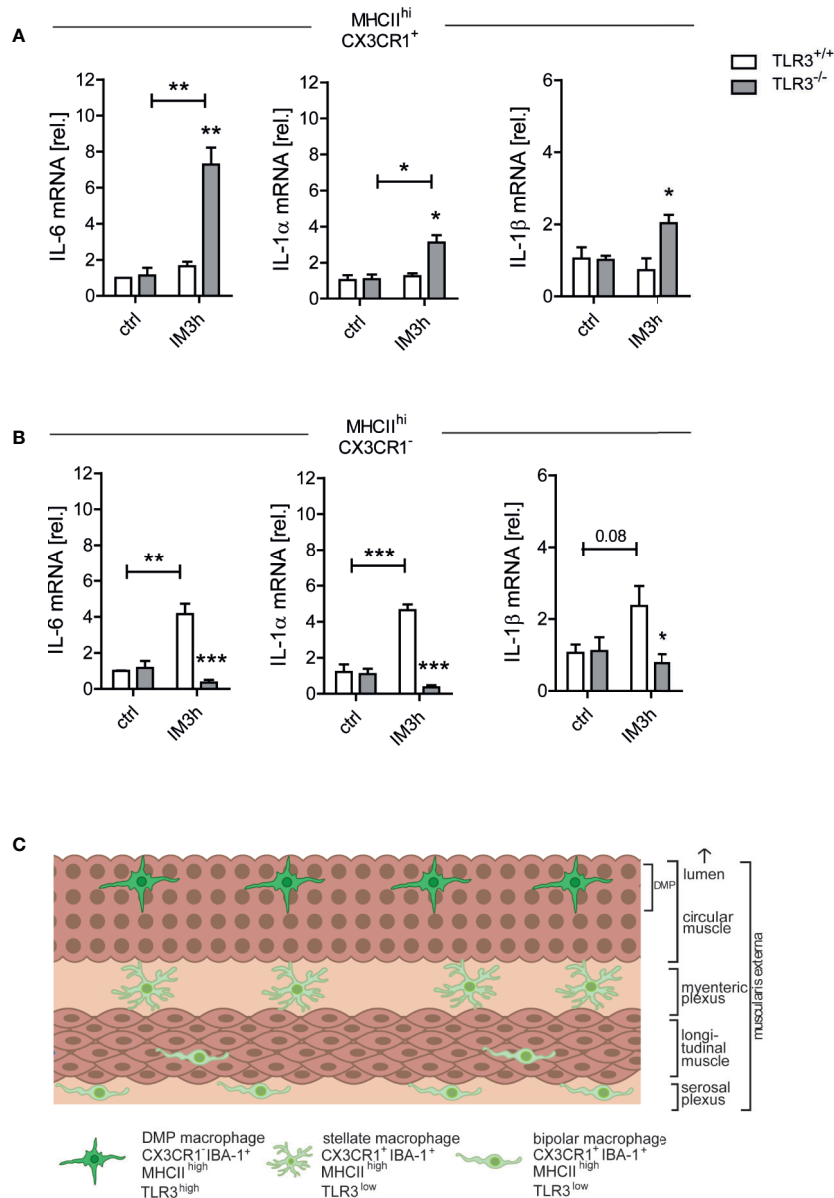 A
MHCII^hi
CX3CR1^+
TLR3^+/+
TLR3^-/-
IL-6 mRNA [rel.]
12
10
8
6
4
2
0
**
**
ctrl
IM3h
IL-1α mRNA [rel.]
12
10
8
6
4
2
0
*
*
ctrl
IM3h
IL-1β mRNA [rel.]
6
4
2
0
*
ctrl
IM3h
B
MHCII^hi
CX3CR1^-
IL-6 mRNA [rel.]
12
10
8
6
4
2
0
**
***
ctrl
IM3h
IL-1α mRNA [rel.]
12
10
8
6
4
2
0
***
***
ctrl
IM3h
IL-1β mRNA [rel.]
6
4
2
0
0.08
*
ctrl
IM3h
C
DMP
lumen
circular
muscle
myenteric
plexus
longi-
tudinal
muscle
serosal
plexus
muscularis externa
DMP macrophage
CX3CR1^- IBA-1^+
MHCII^high
TLR3^high
stellate macrophage
CX3CR1^+ IBA-1^+
MHCII^high
TLR3^low
bipolar macrophage
CX3CR1^+ IBA-1^+
MHCII^high
TLR3^low